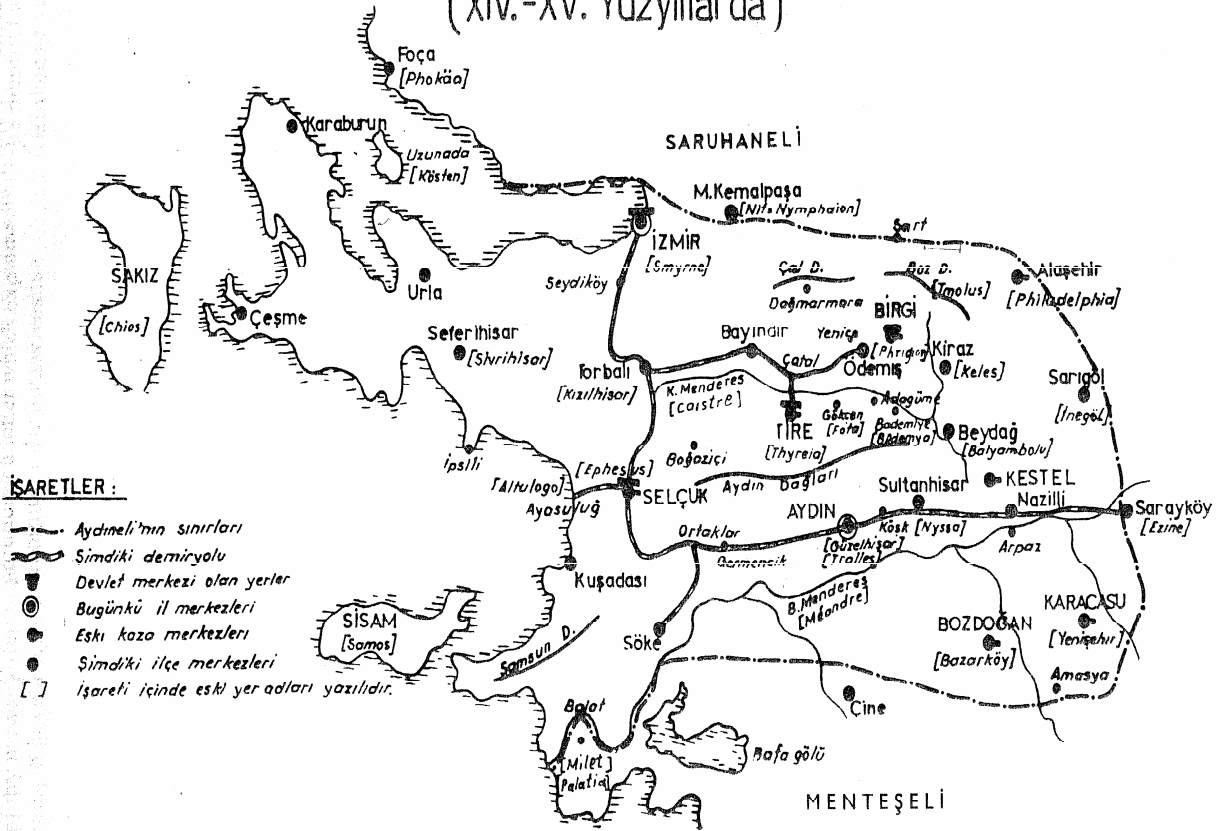 (XIV.-XV. Yüzyıllarda)
Foça
[Phokäa]
Karaburun
Uzunada
[Kösten]
SARUHANELİ
M.Kemalpaşa
[Nif= Nymphaion]
Şart
İZMİR
[Smyrne]
SAKIZ
[Chios]
Urla
Seydiköy
Çal D.
Boz D.
[Tmolus]
Alaşehir
[Philadelphia]
Dağmarmara
Çeşme
BİRGİ
[Phrigion]
Seferihisar
[Sivrihisar]
Bayındır
Yeniçe
Çatal
Ödemiş
Kiraz
[Keles]
Torbalı
[Kızılhisar]
K.Menderes
[Caistre]
Sarıgöl
[İnegöl]
Adagüme
Gökçen
[Fota]
Bademiye
[Bademya]
TİRE
[Thyreia]
Beydağ
[Balyambolu]
İpsili
Boğaziçi
[Ephesus]
[Altulogo]
SELÇUK
Ayasuluğ
Aydın Dağları
KESTEL
Nazilli
Sultanhisar
AYDIN
Köşk [Nyssa]
Sarayköy
[Ezine]
Ortaklar
Germencik
[Güzelhisar]
[Tralles]
Arpaz
Kuşadası
B.Menderes
[Méandre]
KARACASU
[Yenişehir]
SİSAM
[Samos]
BOZDOĞAN
[Bazarköy]
Söke
Samsun D.
Amasya
Çine
Balat
[Milet]
[Palatia]
Bafa gölü
MENTEŞELİ
İŞARETLER :
Aydıneli'nin sınırları
Şimdiki demiryolu
Devlet merkezi olan yerler
Bugünkü il merkezleri
Eski kaza merkezleri
Şimdiki ilçe merkezleri
[ ] işareti içinde eski yer adları yazılıdır.